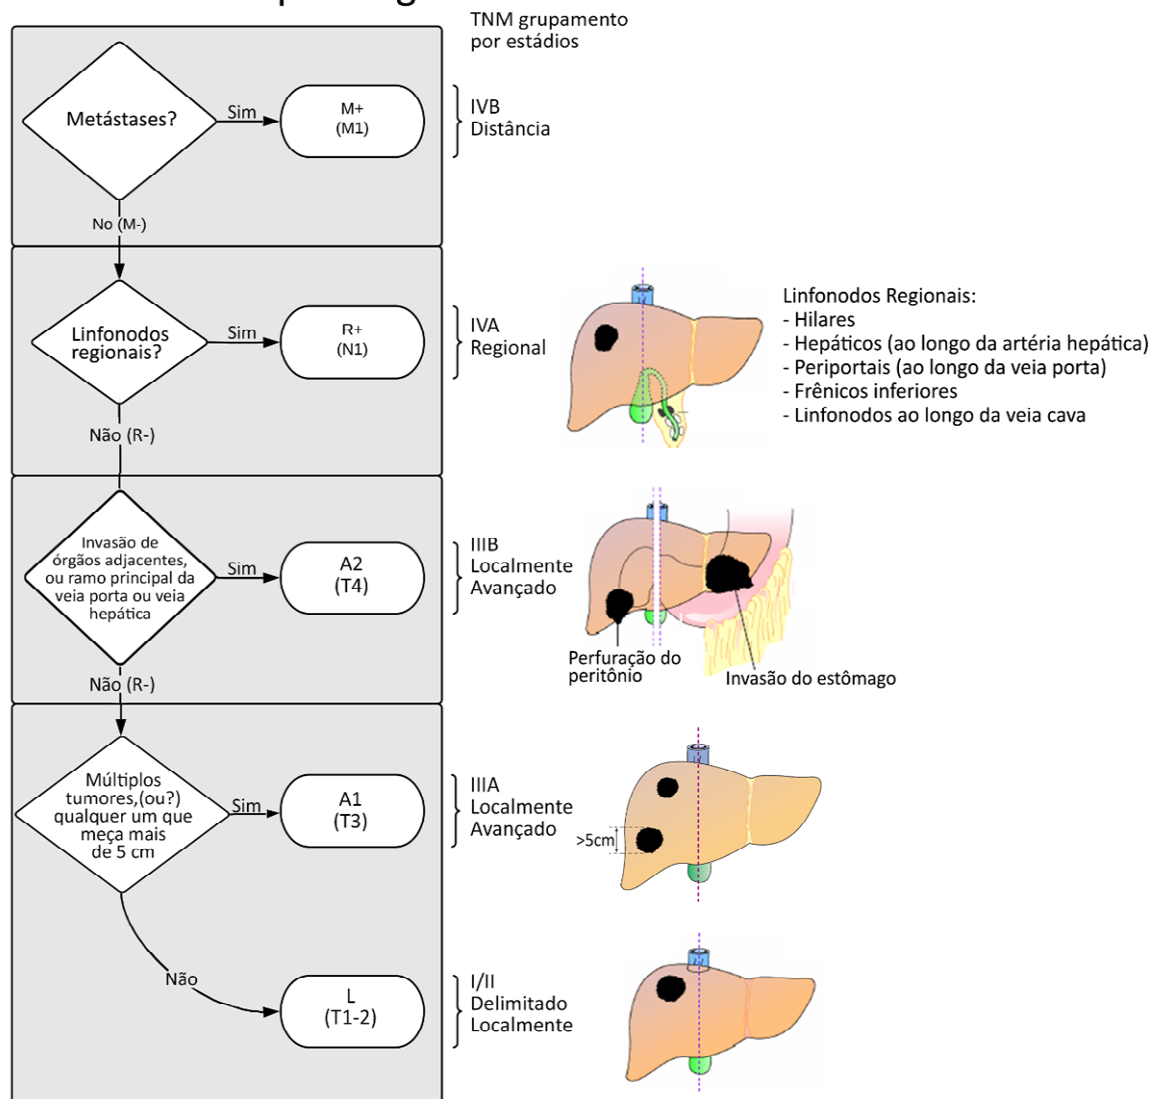 TNM grupamento
por estádios
Metástases?
Sim
M+
(M1)
IVB
Distância
No (M-)
Linfonodos
regionais?
Sim
R+
(N1)
IVA
Regional
Linfonodos Regionais:
- Hilares
- Hepáticos (ao longo da artéria hepática)
- Periportais (ao longo da veia porta)
- Frênicos inferiores
- Linfonodos ao longo da veia cava
Não (R-)
Invasão de
órgãos adjacentes,
ou ramo principal da
veia porta ou veia
hepática
Sim
A2
(T4)
IIIB
Localmente
Avançado
Perfuração do
peritônio
Invasão do estômago
Não (R-)
Múltiplos
tumores,(ou?)
qualquer um que
meça mais
de 5 cm
Sim
A1
(T3)
IIIA
Localmente
Avançado
>5cm
Não
L
(T1-2)
I/II
Delimitado
Localmente